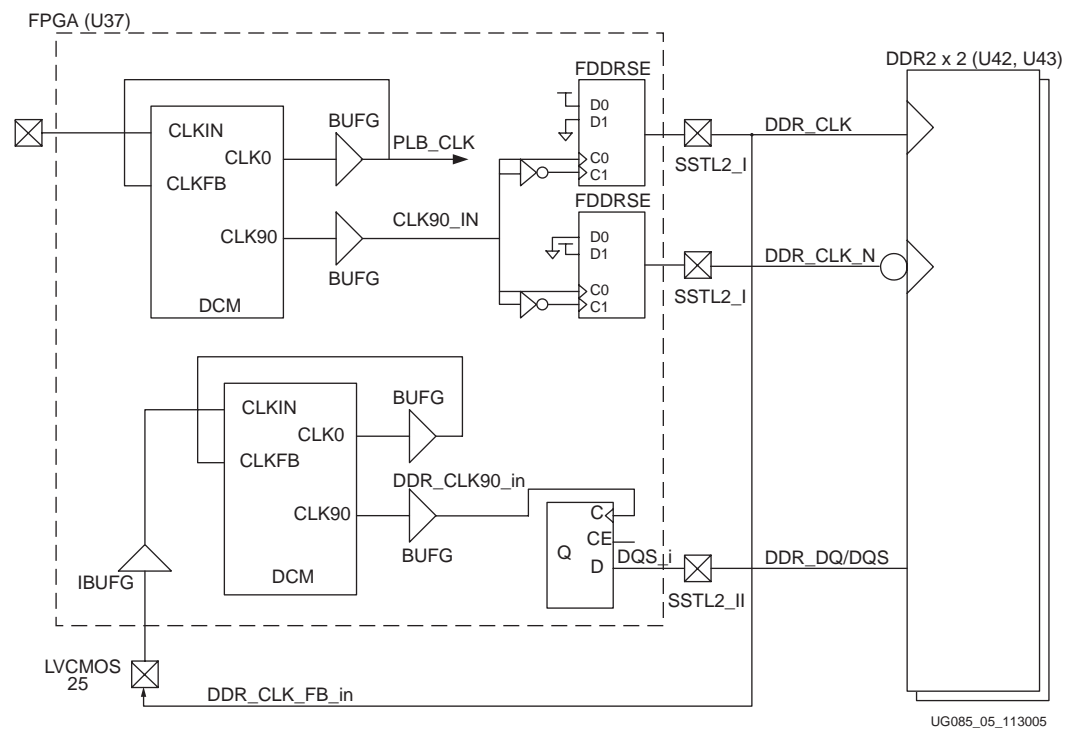 FPGA (U37)
DDR2 x 2 (U42, U43)
FDDRSE
D0
D1
C0
C1
CLKIN
CLK0
CLKFB
CLK90
DCM
BUFG
PLB_CLK
CLK90_IN
BUFG
SSTL2_I
DDR_CLK
FDDRSE
D0
D1
C0
C1
SSTL2_I
DDR_CLK_N
CLKIN
CLK0
CLKFB
CLK90
DCM
BUFG
DDR_CLK90_in
BUFG
IBUFG
C
CE
Q
D
DQS_i
SSTL2_II
DDR_DQ/DQS
LVCMOS
25
DDR_CLK_FB_in
UG085_05_113005